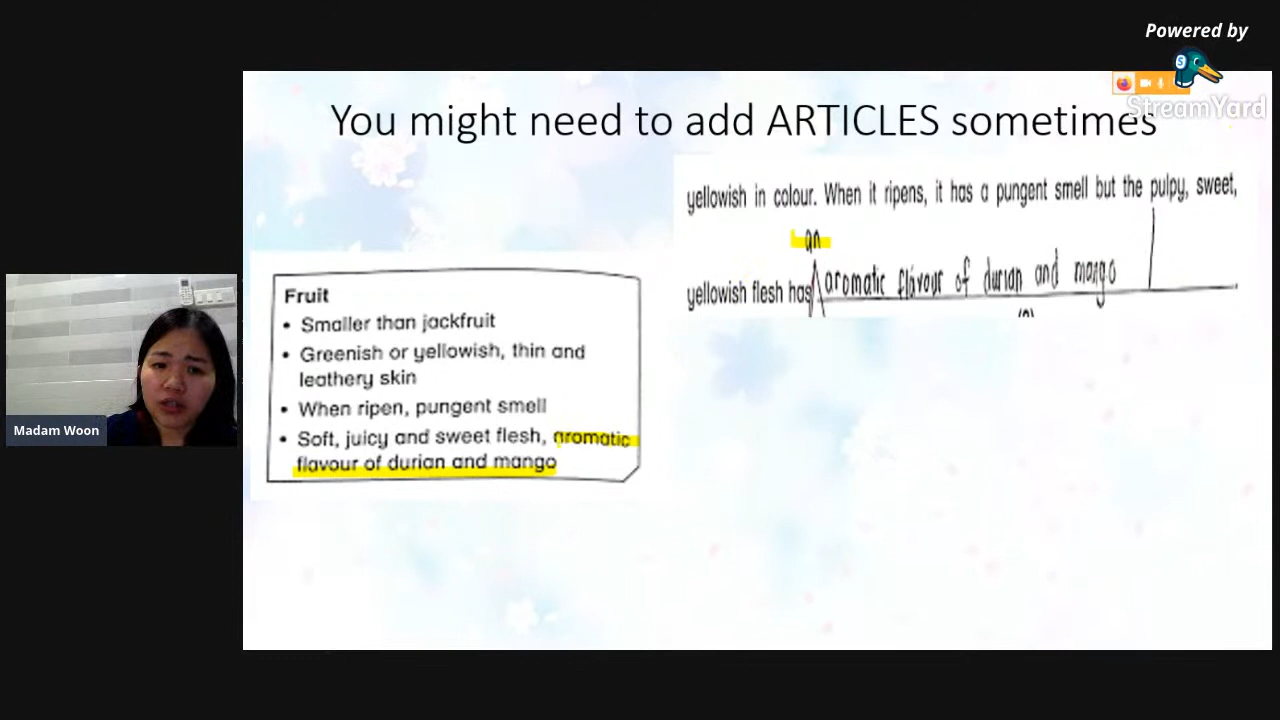 Powered by
StreamYard
You might need to add ARTICLES sometimes
yellowish in colour. When it ripens, it has a pungent smell but the pulpy, sweet,
an
yellowish flesh has aromatic flavour of durian and mango
Fruit
• Smaller than jackfruit
• Greenish or yellowish, thin and
leathery skin
• When ripen, pungent smell
• Soft, juicy and sweet flesh, aromatic
flavour of durian and mango
Madam Woon